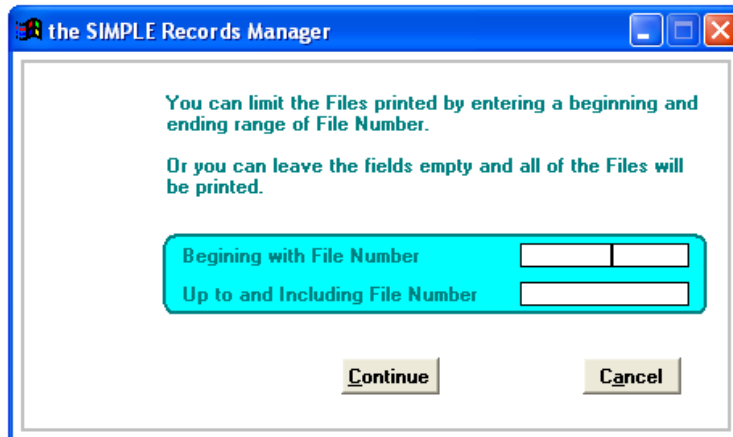 the SIMPLE Records Manager
You can limit the Files printed by entering a beginning and
ending range of File Number.
Or you can leave the fields empty and all of the Files will
be printed.
Begining with File Number
Up to and Including File Number
Continue
Cancel